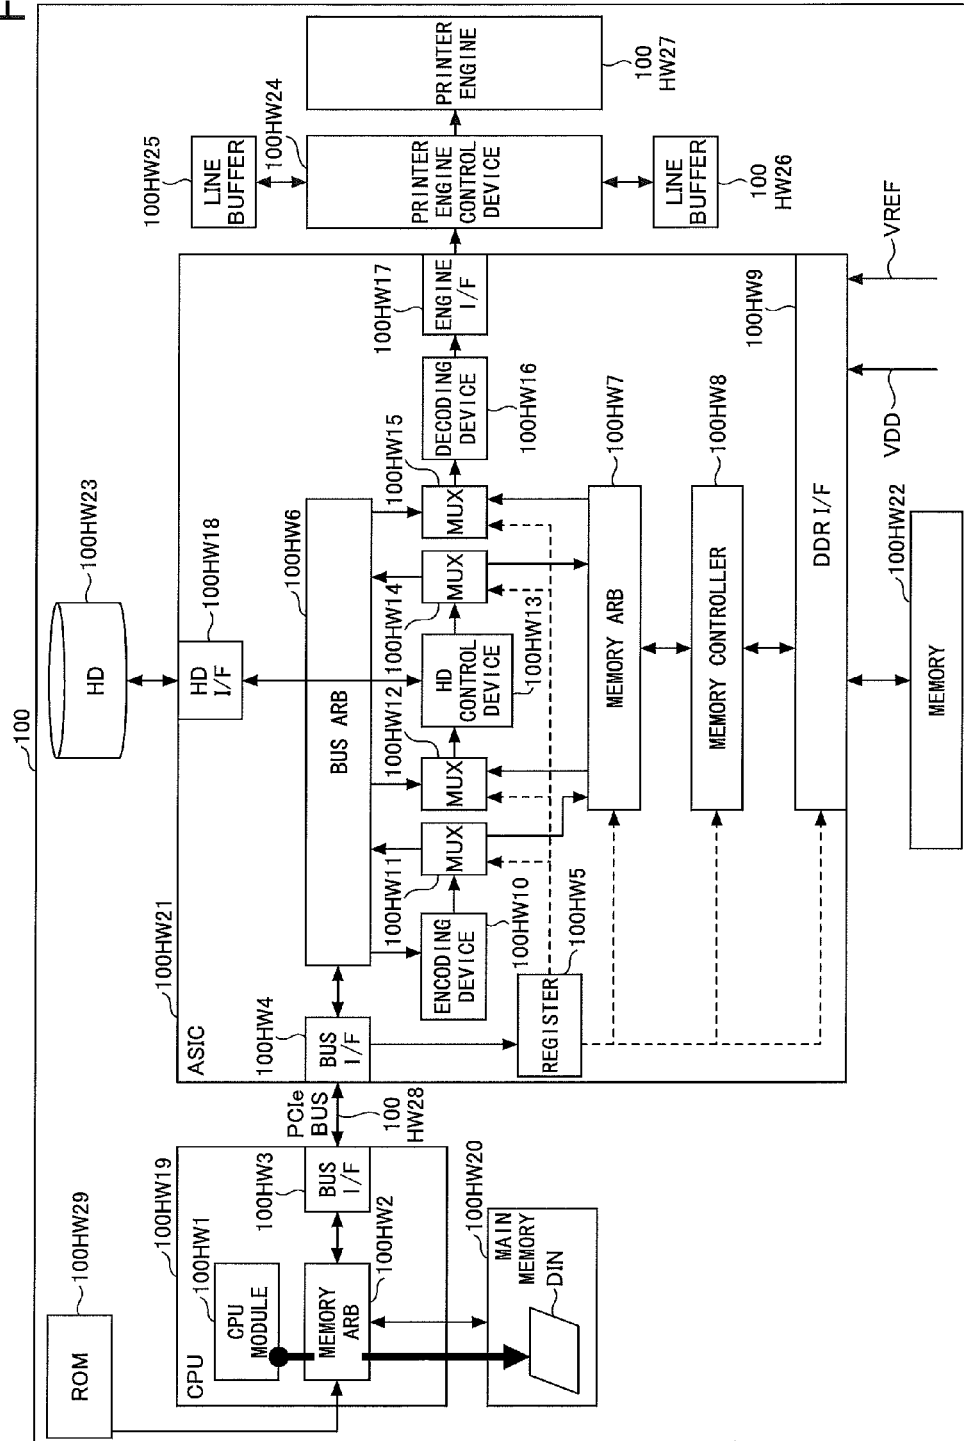 100
ROM
100HW29
CPU
100HW19
CPU
MODULE
100HW1
MEMORY
ARB
100HW2
BUS
I/F
100HW3
MAIN
MEMORY
100HW20
DIN
PCIe
BUS
100
HW28
ASIC
100HW21
BUS
I/F
100HW4
REGISTER
100HW5
BUS ARB
100HW6
ENCODING
DEVICE
100HW10
MUX
100HW11
MUX
100HW12
HD
CONTROL
DEVICE
100HW13
MUX
100HW14
MUX
100HW15
DECODING
DEVICE
100HW16
ENGINE
I/F
100HW17
HD
I/F
100HW18
HD
100HW23
MEMORY ARB
100HW7
MEMORY CONTROLLER
100HW8
DDR I/F
100HW9
MEMORY
100HW22
VDD
VREF
PRINTER
ENGINE
CONTROL
DEVICE
100HW24
LINE
BUFFER
100HW25
LINE
BUFFER
100
HW26
PRINTER
ENGINE
100
HW27